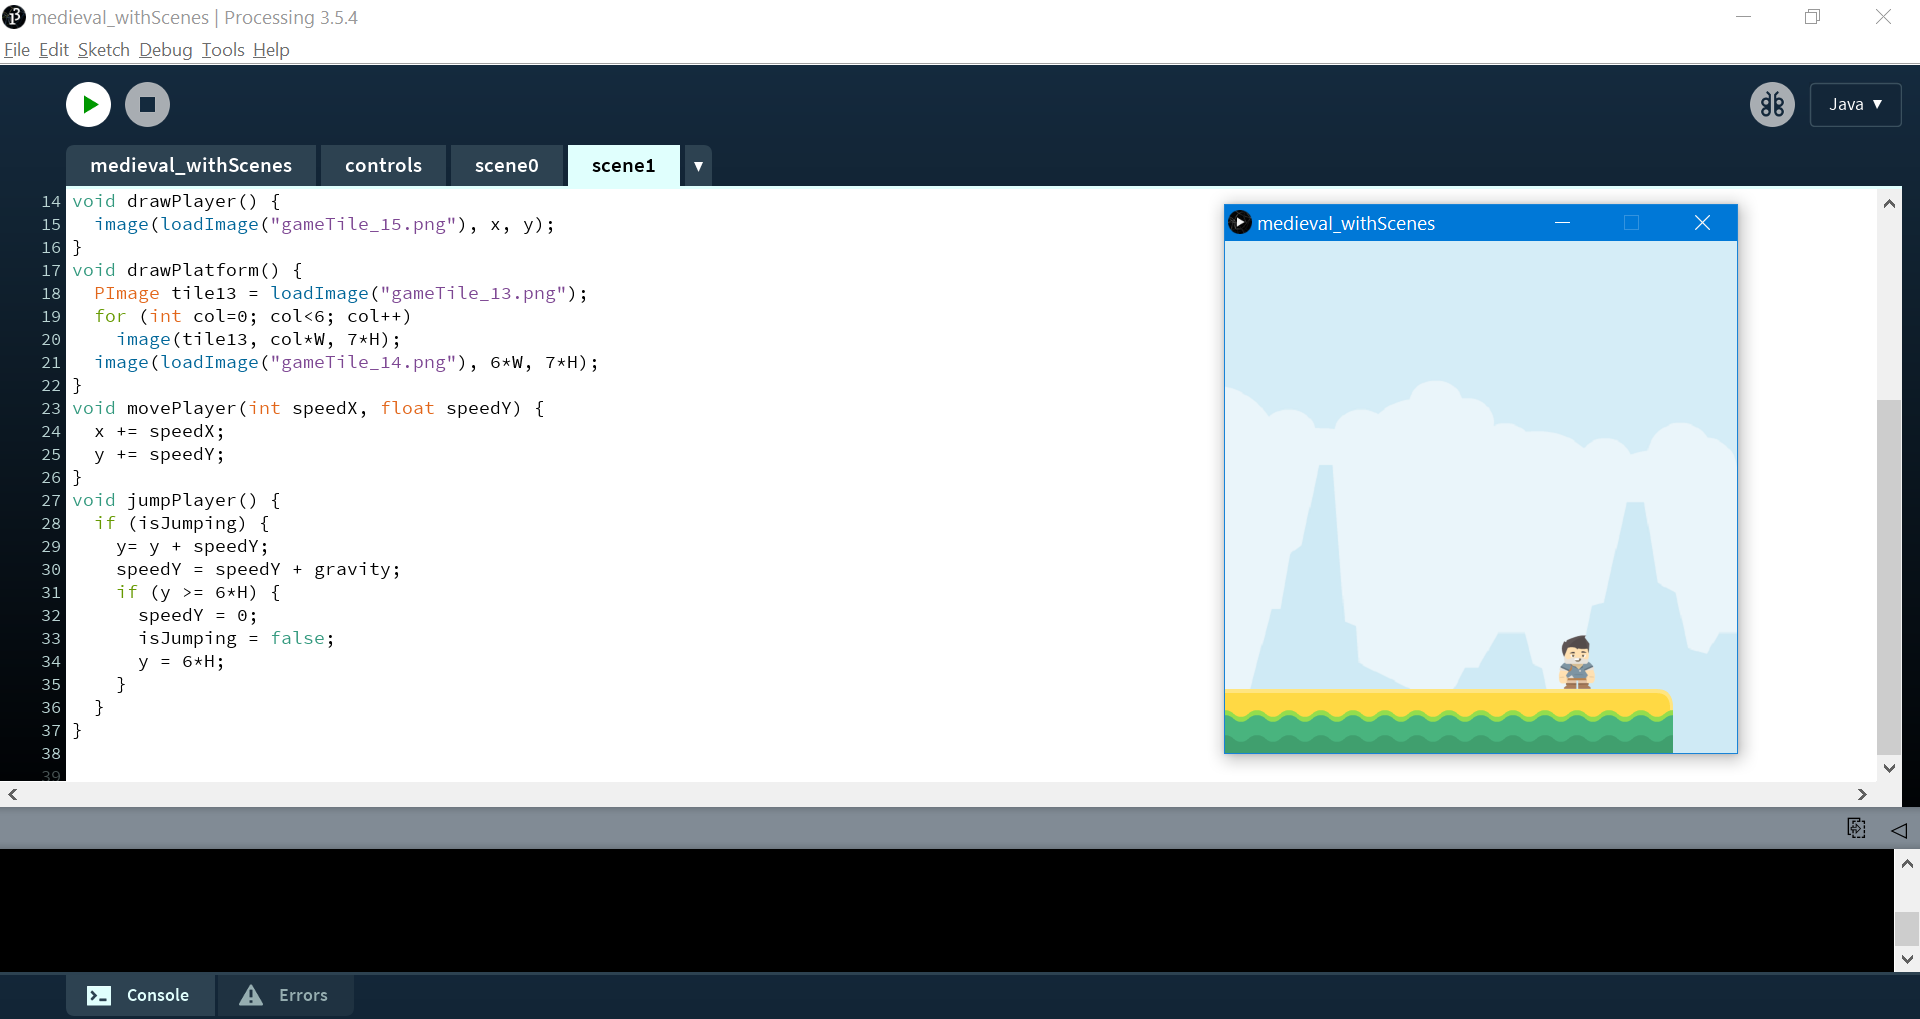 medieval_withScenes | Processing 3.5.4
File Edit Sketch Debug Tools Help
Java ▼
medieval_withScenes controls scene0 scene1 ▼
14 void drawPlayer() {
15 image(loadImage("gameTile_15.png"), x, y);
16 }
17 void drawPlatform() {
18 PImage tile13 = loadImage("gameTile_13.png");
19 for (int col=0; col<6; col++)
20 image(tile13, col*W, 7*H);
21 image(loadImage("gameTile_14.png"), 6*W, 7*H);
22 }
23 void movePlayer(int speedX, float speedY) {
24 x += speedX;
25 y += speedY;
26 }
27 void jumpPlayer() {
28 if (isJumping) {
29 y= y + speedY;
30 speedY = speedY + gravity;
31 if (y >= 6*H) {
32 speedY = 0;
33 isJumping = false;
34 y = 6*H;
35 }
36 }
37 }
38
39
medieval_withScenes
Console Errors